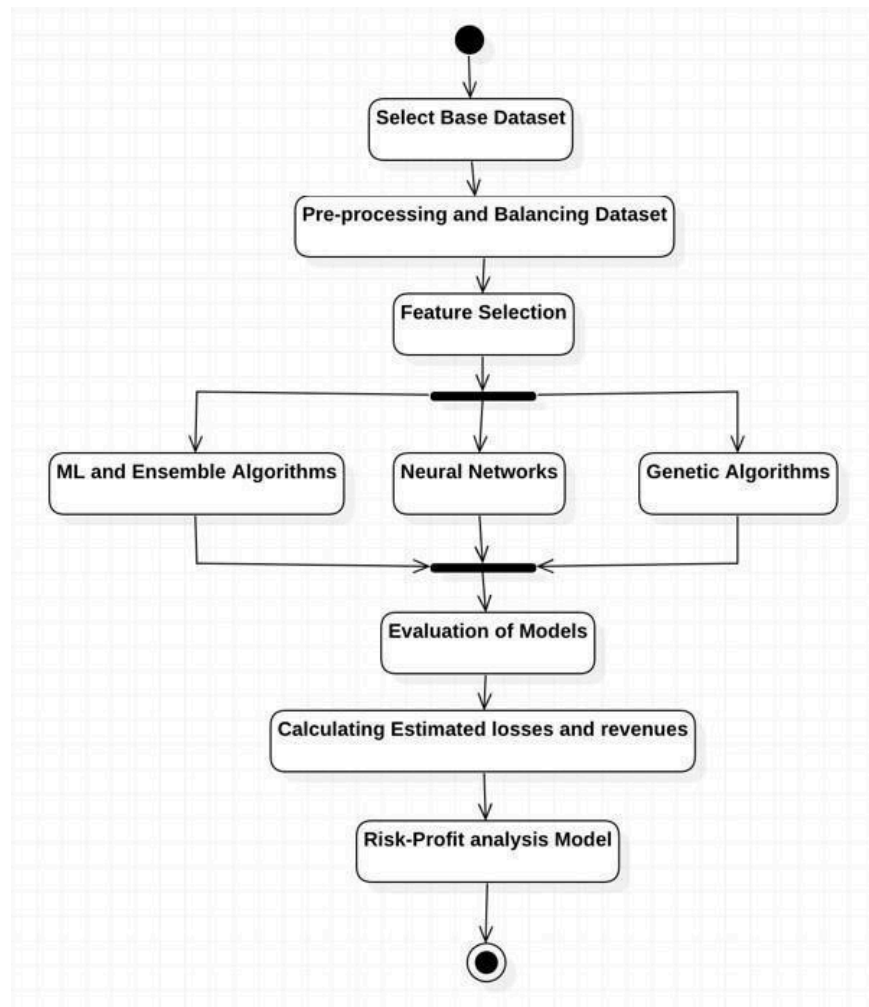 Select Base Dataset
Pre-processing and Balancing Dataset
Feature Selection
ML and Ensemble Algorithms
Neural Networks
Genetic Algorithms
Evaluation of Models
Calculating Estimated losses and revenues
Risk-Profit analysis Model